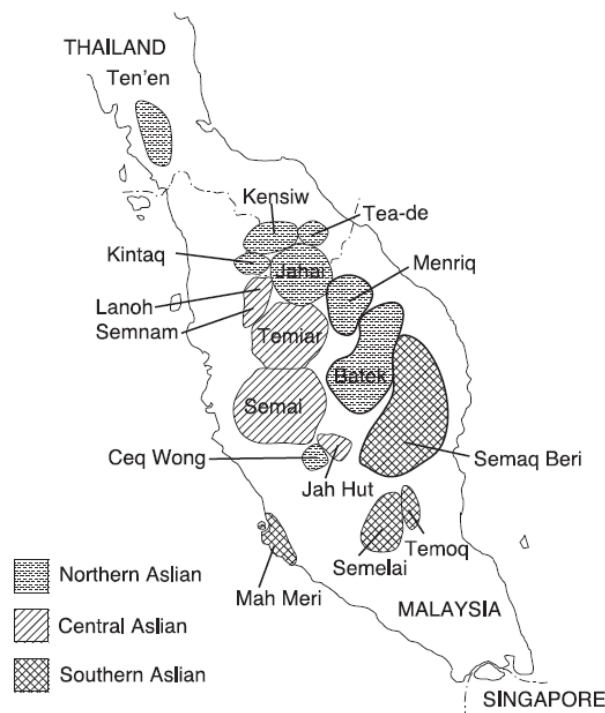 THAILAND
Ten'en
Kensiw
Tea-de
Kintaq
Jahai
Menriq
Lanoh
Semnam
Temiar
Batek
Semai
Ceq Wong
Semaq Beri
Jah Hut
Temoq
Semelai
Mah Meri
Northern Aslian
Central Aslian
Southern Aslian
MALAYSIA
SINGAPORE